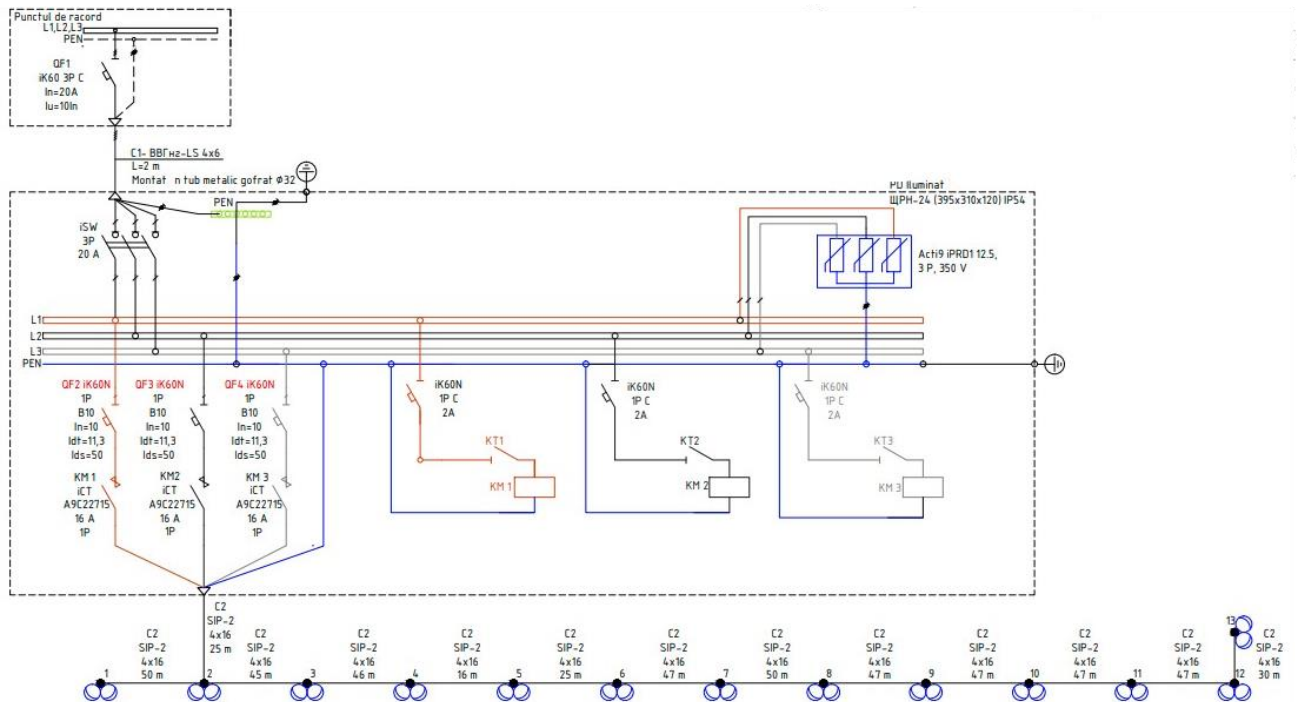 Punctul de racord
L1,L2,L3
PEN
QF1
iK60 3P C
In=20A
Iu=10In
C1- ВВГнг-LS 4x6
L=2 m
Montat n tub metalic gofrat Φ32
PEN
PD Iluminat
ЩРН-24 (395x310x120) IP54
iSW
3P
20 A
Acti9 iPRD1 12.5,
3 P, 350 V
L1
L2
L3
PEN
QF2 iK60N
1P
B10
In=10
Idt=11,3
Ids=50
KM 1
iCT
A9C22715
16 A
1P
QF3 iK60N
1P
B10
In=10
Idt=11,3
Ids=50
KM2
iCT
A9C22715
16 A
1P
QF4 iK60N
1P
B10
In=10
Idt=11,3
Ids=50
KM 3
iCT
A9C22715
16 A
1P
iK60N
1P C
2A
KT1
KM 1
iK60N
1P C
2A
KT2
KM 2
iK60N
1P C
2A
KT3
KM 3
C2
SIP-2
4x16
25 m
C2
SIP-2
4x16
50 m
C2
SIP-2
4x16
45 m
C2
SIP-2
4x16
46 m
C2
SIP-2
4x16
16 m
C2
SIP-2
4x16
25 m
C2
SIP-2
4x16
47 m
C2
SIP-2
4x16
50 m
C2
SIP-2
4x16
47 m
C2
SIP-2
4x16
47 m
C2
SIP-2
4x16
47 m
C2
SIP-2
4x16
47 m
13
C2
SIP-2
4x16
30 m
1
2
3
4
5
6
7
8
9
10
11
12